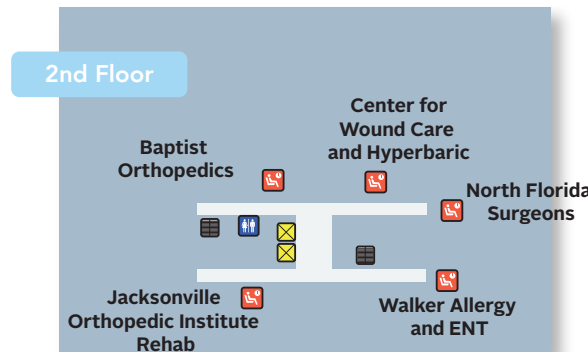 2nd Floor
Center for
Wound Care
and Hyperbaric
Baptist
Orthopedics
North Florida
Surgeons
Jacksonville
Orthopedic Institute
Rehab
Walker Allergy
and ENT